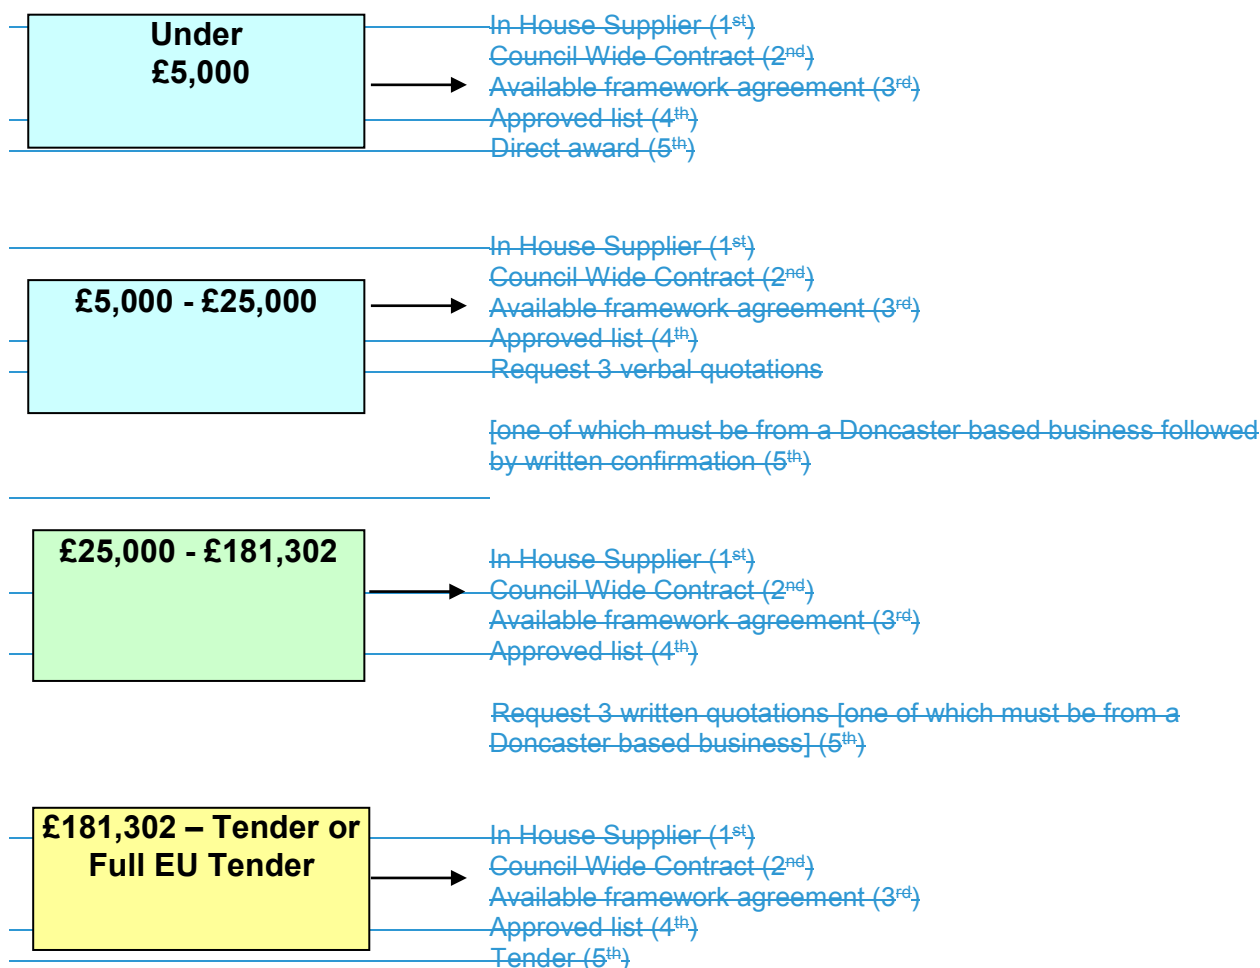 Under
£5,000
In House Supplier (1st)
Council Wide Contract (2nd)
Available framework agreement (3rd)
Approved list (4th)
Direct award (5th)
In House Supplier (1st)
Council Wide Contract (2nd)
£5,000 - £25,000
Available framework agreement (3rd)
Approved list (4th)
Request 3 verbal quotations
[one of which must be from a Doncaster based business followed
by written confirmation (5th)
£25,000 - £181,302
In House Supplier (1st)
Council Wide Contract (2nd)
Available framework agreement (3rd)
Approved list (4th)
Request 3 written quotations [one of which must be from a
Doncaster based business] (5th)
£181,302 – Tender or
Full EU Tender
In House Supplier (1st)
Council Wide Contract (2nd)
Available framework agreement (3rd)
Approved list (4th)
Tender (5th)